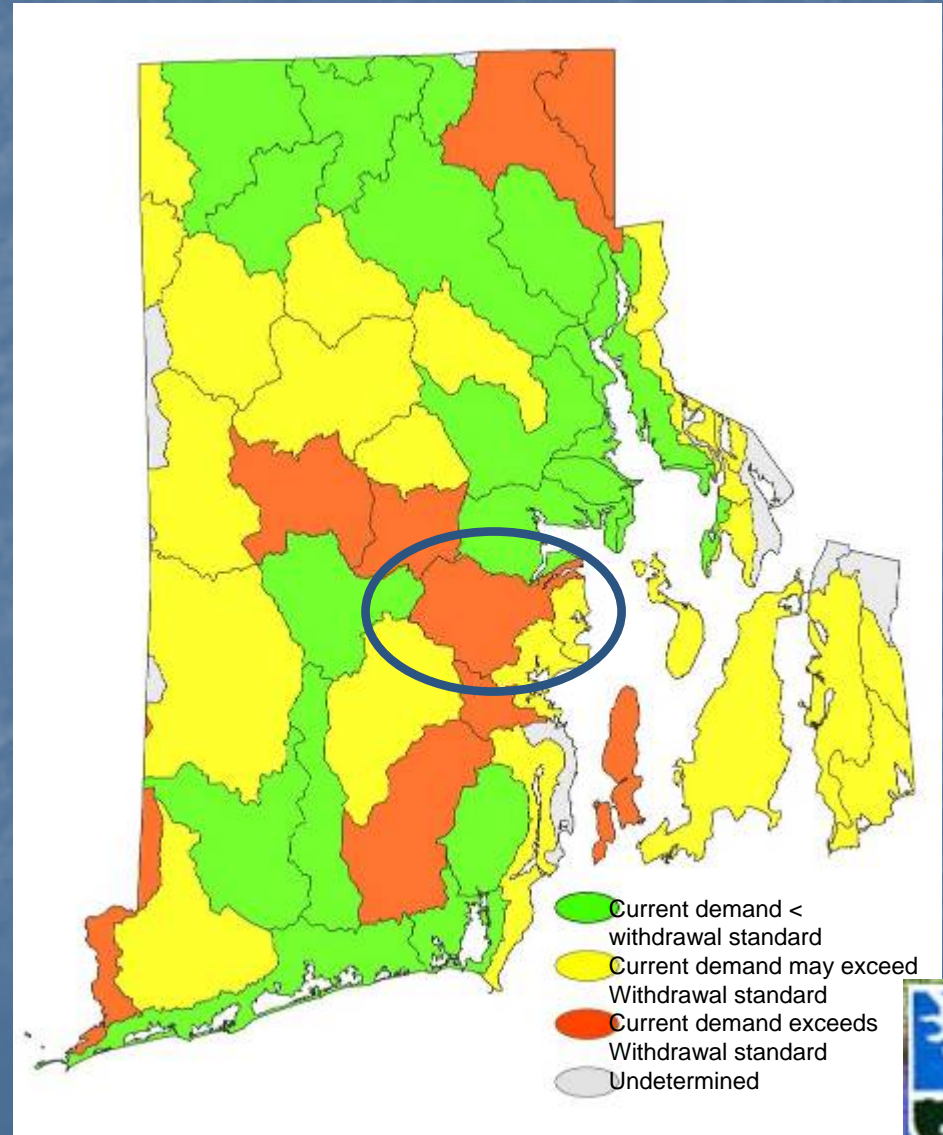 Current demand <
withdrawal standard
Current demand may exceed
Withdrawal standard
Current demand exceeds
Withdrawal standard
Undetermined